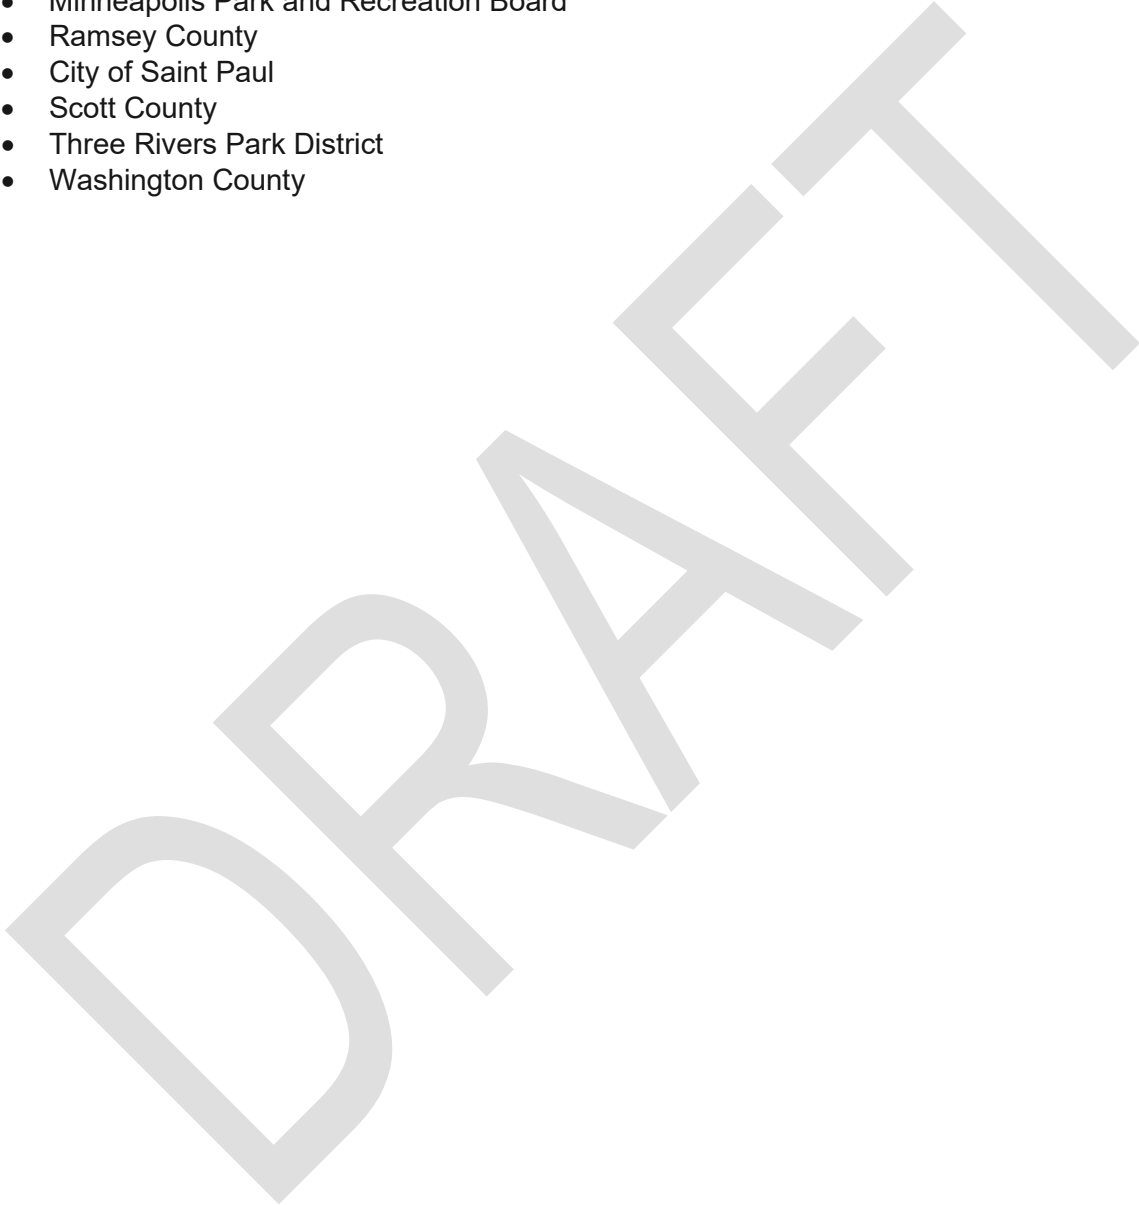 • Minneapolis Park and Recreation Board
• Ramsey County
• City of Saint Paul
• Scott County
• Three Rivers Park District
• Washington County
DRAFT